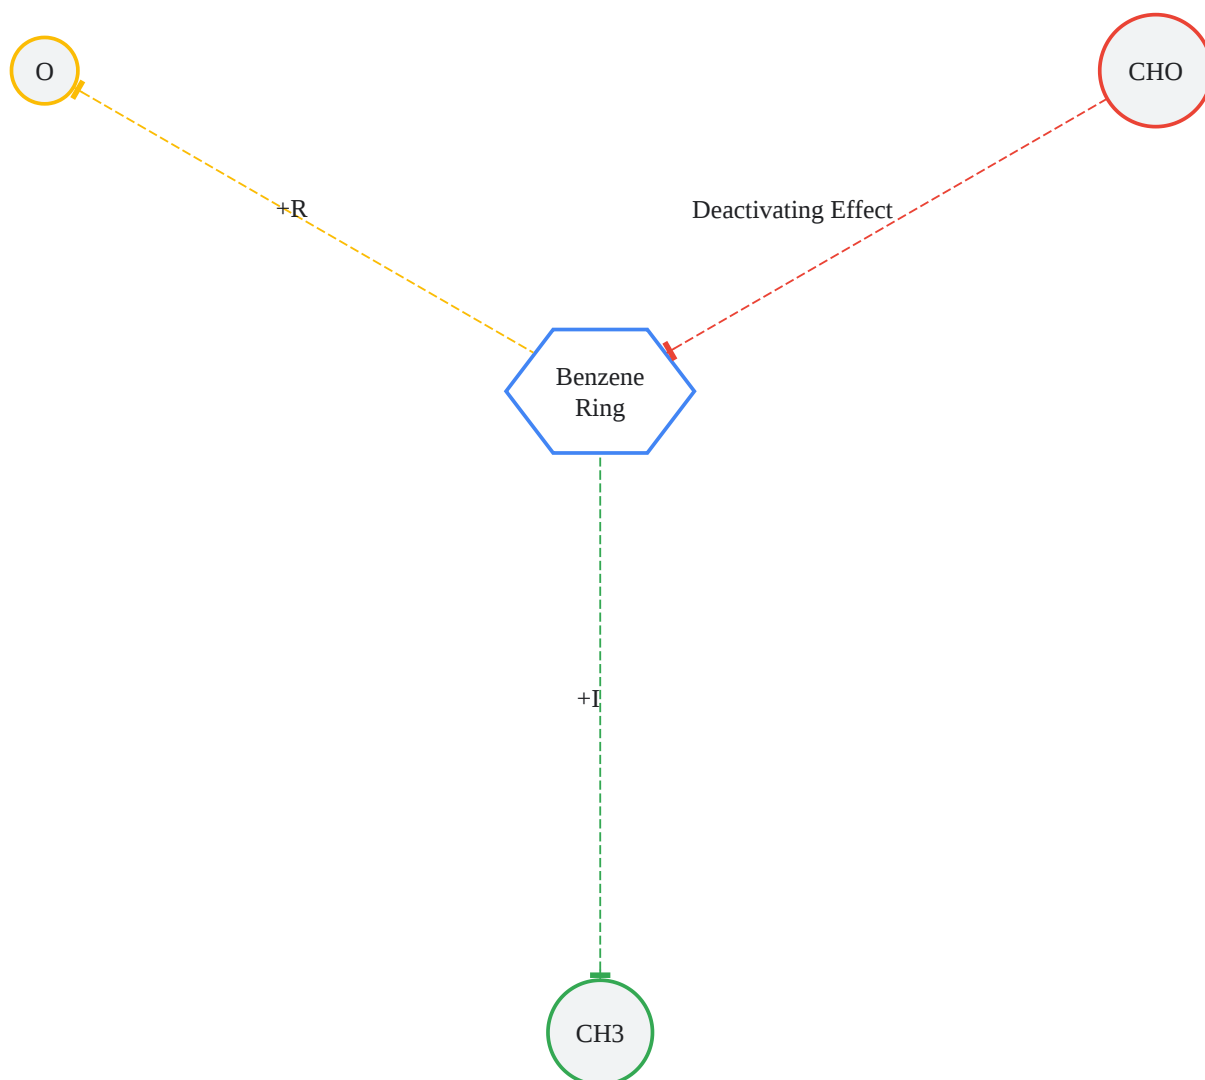 O
CHO
+R
Deactivating Effect
Benzene
Ring
+I
CH3